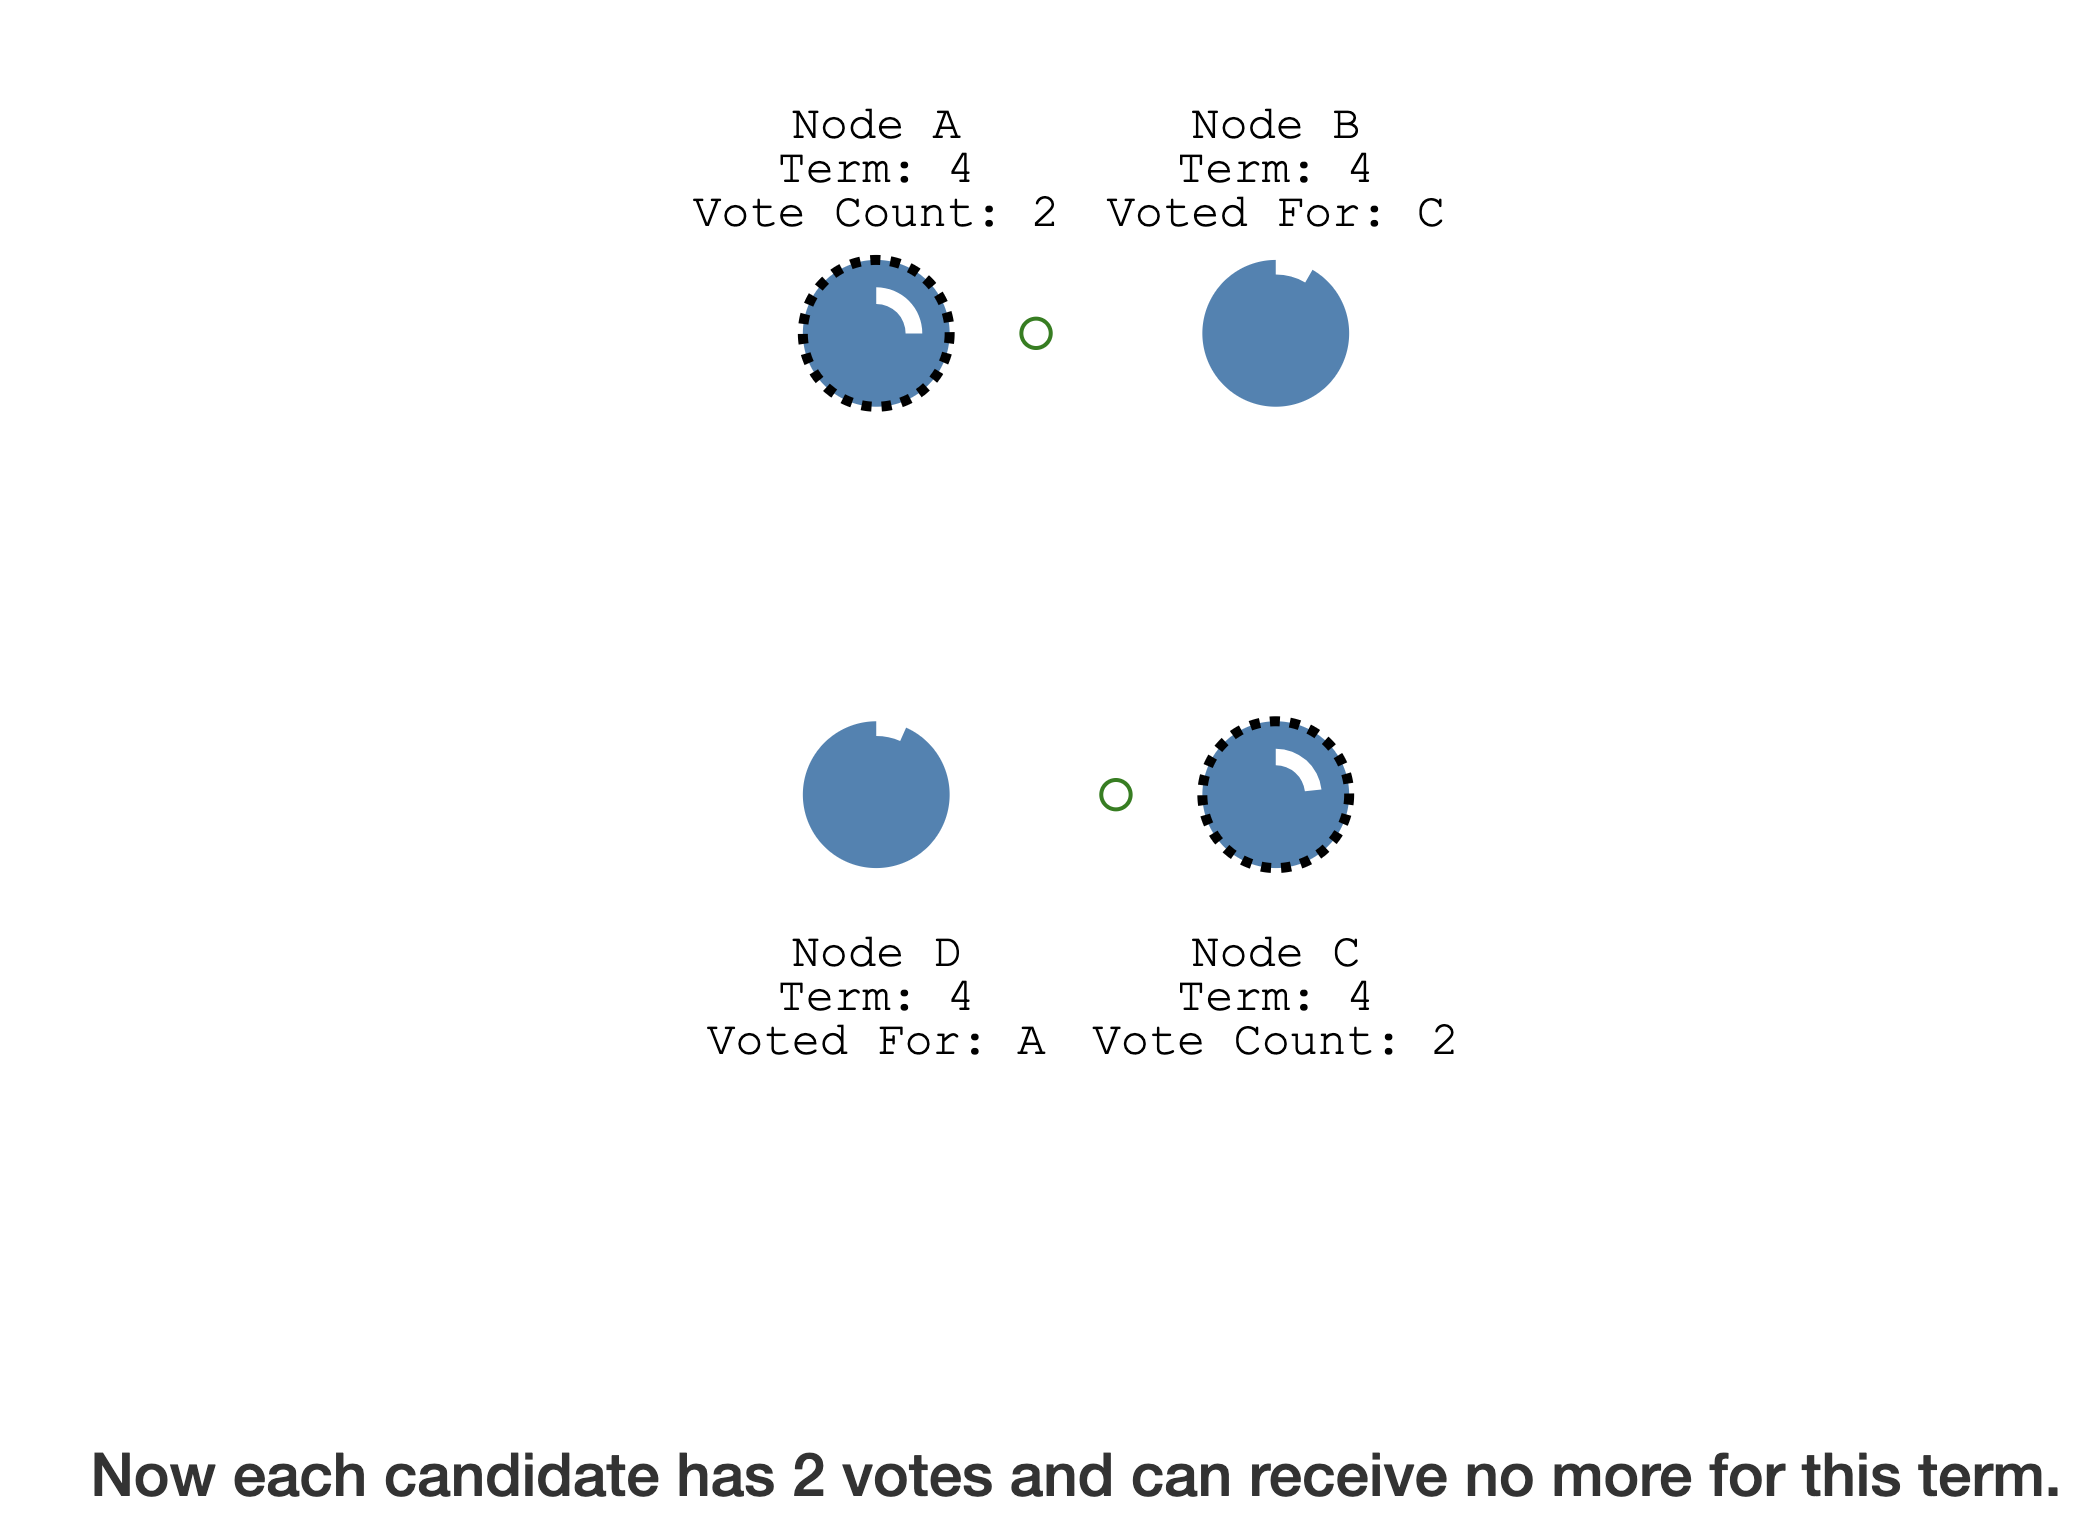 Node A
Term: 4
Vote Count: 2
Node B
Term: 4
Voted For: C
Node D
Term: 4
Voted For: A
Node C
Term: 4
Vote Count: 2
Now each candidate has 2 votes and can receive no more for this term.